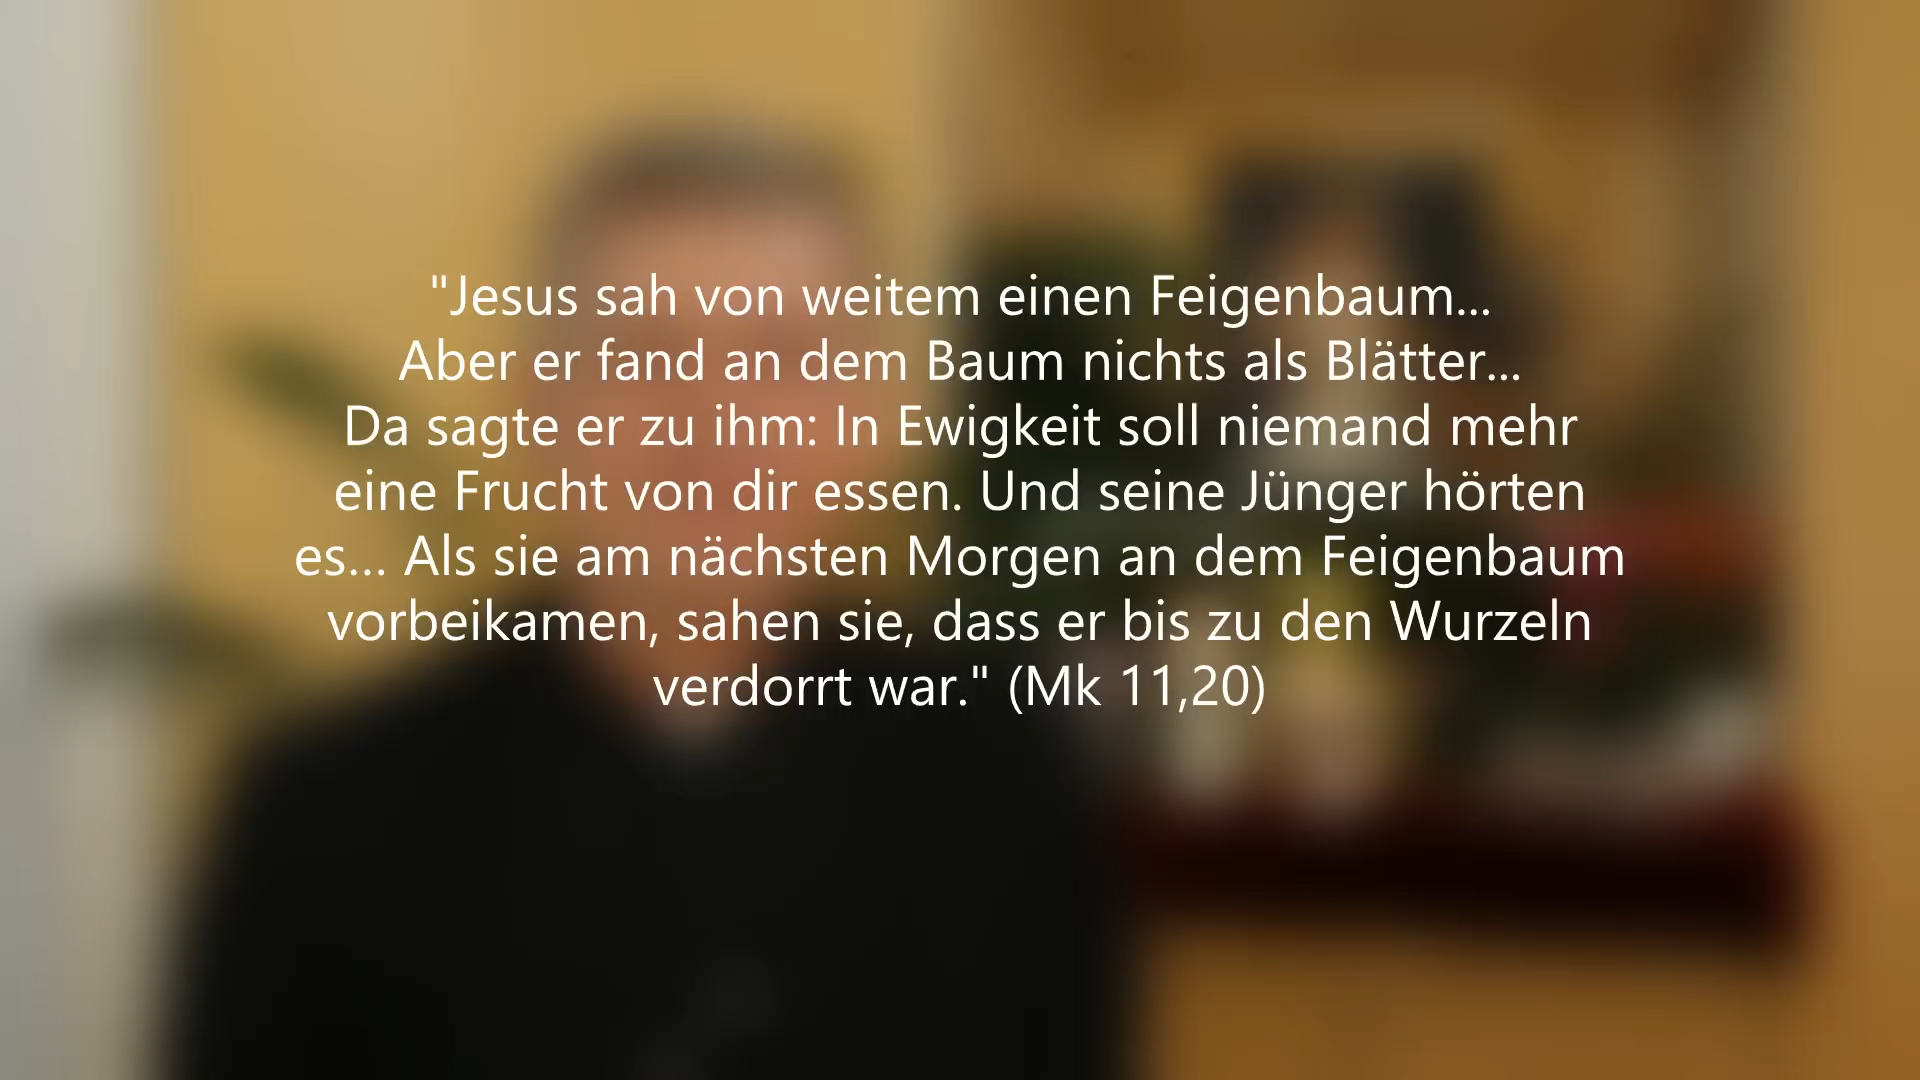 "Jesus sah von weitem einen Feigenbaum...
Aber er fand an dem Baum nichts als Blätter...
Da sagte er zu ihm: In Ewigkeit soll niemand mehr
eine Frucht von dir essen. Und seine Jünger hörten
es... Als sie am nächsten Morgen an dem Feigenbaum
vorbeikamen, sahen sie, dass er bis zu den Wurzeln
verdorrt war." (Mk 11,20)